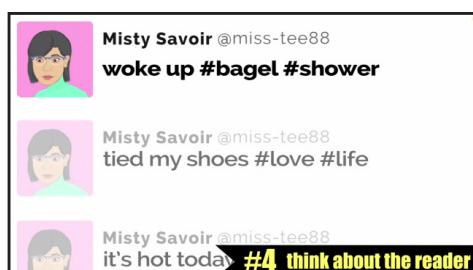 Misty Savoir @miss-tee88
woke up #bagel #shower
Misty Savoir @miss-tee88
tied my shoes #love #life
Misty Savoir @miss-tee88
it's hot today
#4 think about the reader